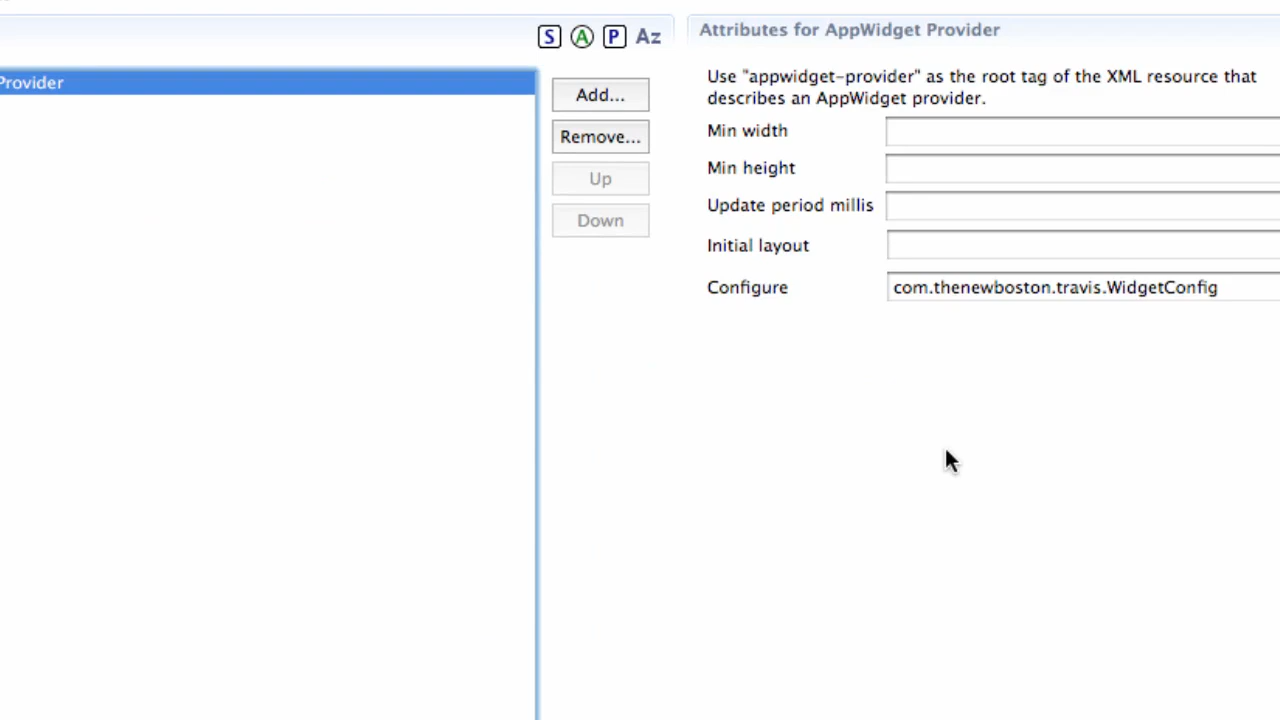 S A P Az
Attributes for AppWidget Provider
Provider
Add...
Remove...
Up
Down
Use "appwidget-provider" as the root tag of the XML resource that
describes an AppWidget provider.
Min width
Min height
Update period millis
Initial layout
Configure com.thenewboston.travis.WidgetConfig